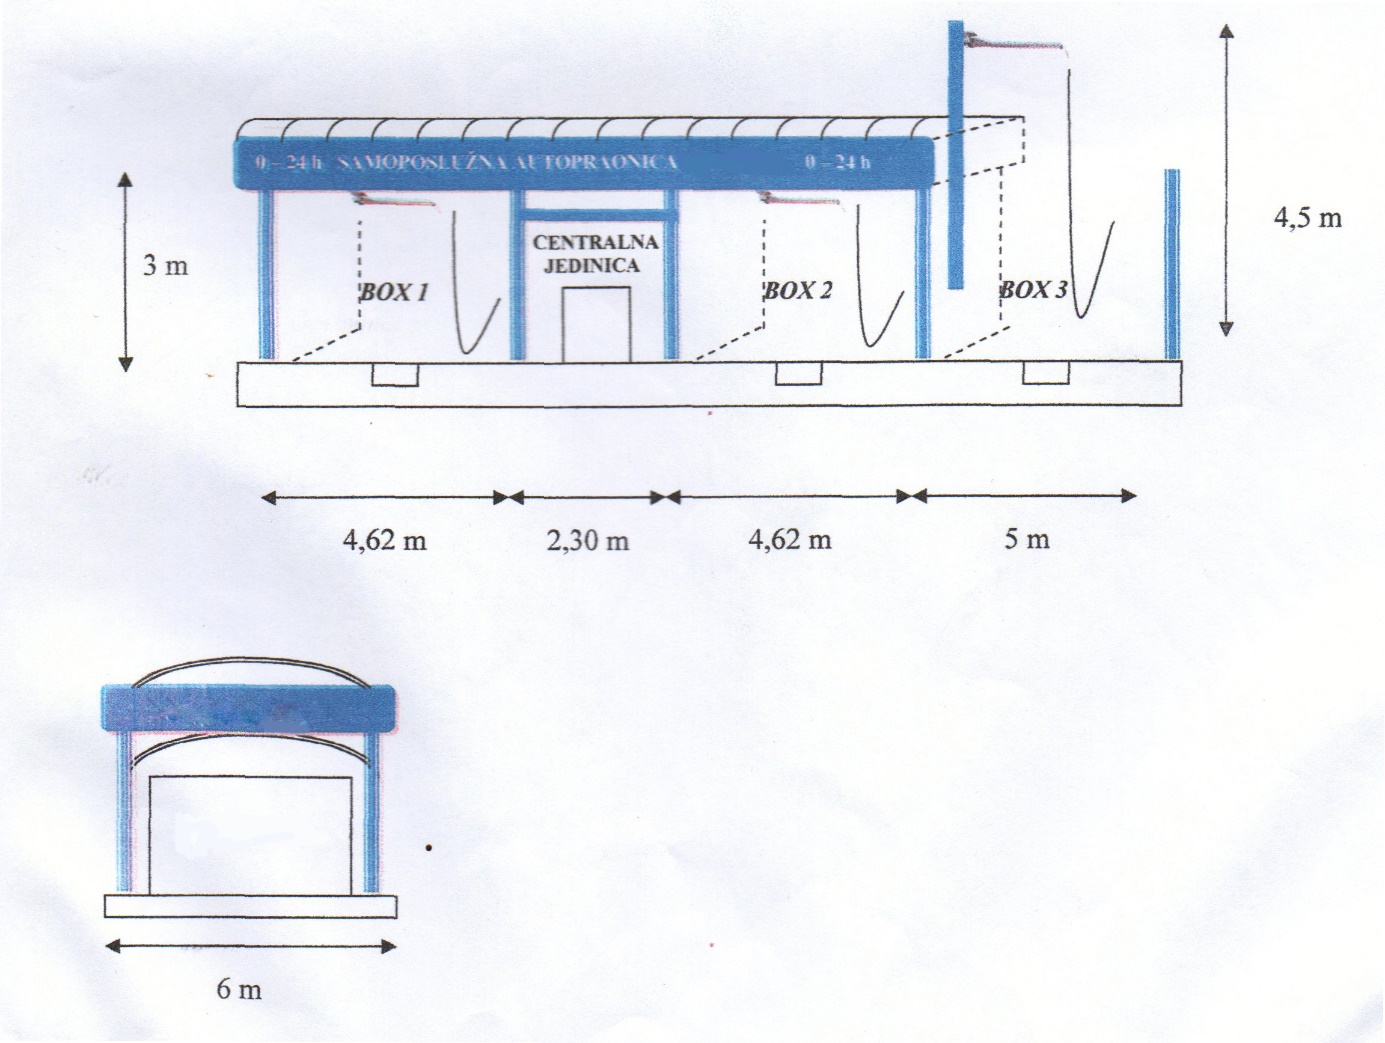 0 – 24 h SAMOPOSLUŽNA AUTOPRAONICA 0 – 24 h
3 m
4,5 m
CENTRALNA
JEDINICA
BOX 1
BOX 2
BOX 3
4,62 m
2,30 m
4,62 m
5 m
6 m